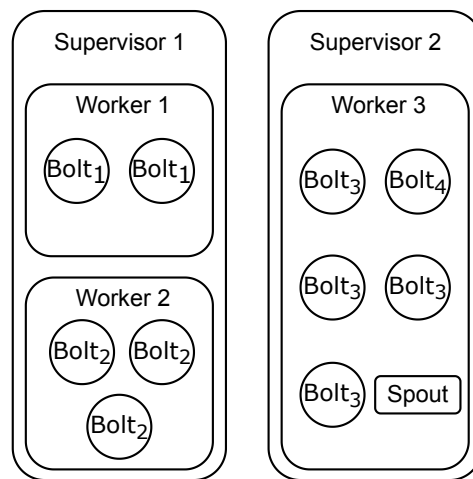 Supervisor 1
Worker 1
Bolt₁ Bolt₁
Worker 2
Bolt₂ Bolt₂
Bolt₂
Supervisor 2
Worker 3
Bolt₃ Bolt₄
Bolt₃ Bolt₃
Bolt₃ Spout